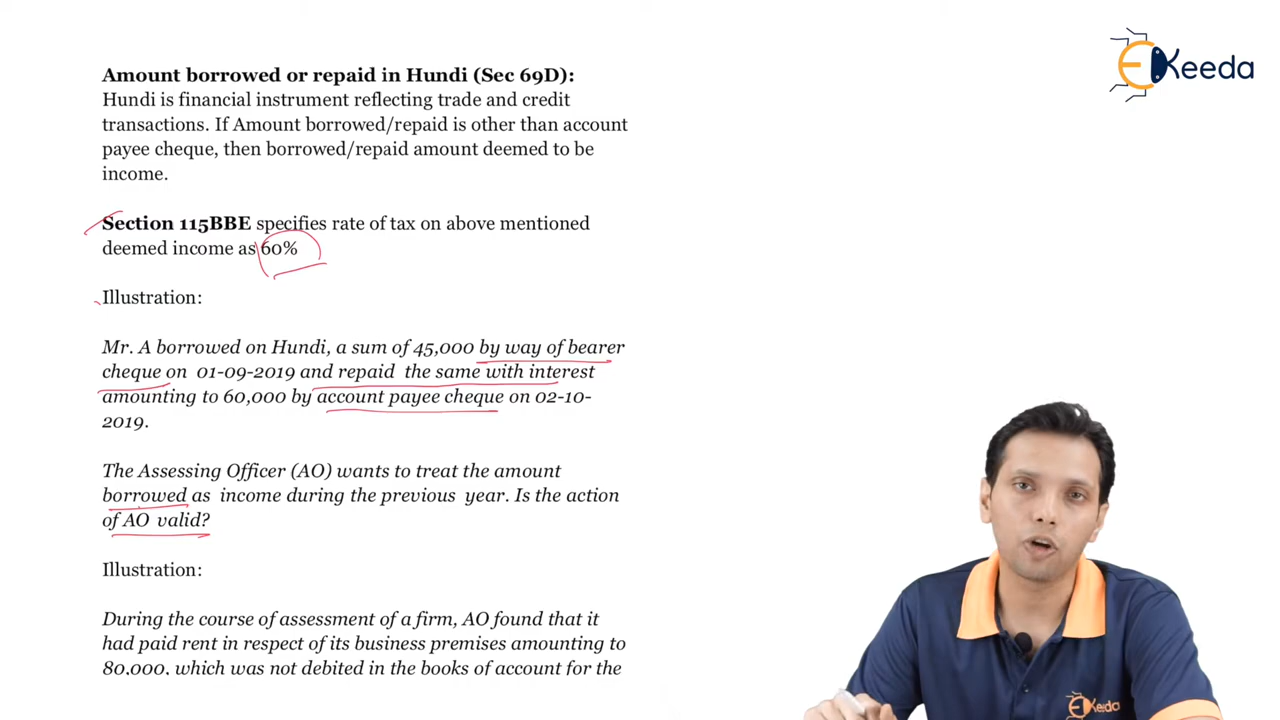 Keeda
Amount borrowed or repaid in Hundi (Sec 69D):
Hundi is financial instrument reflecting trade and credit
transactions. If Amount borrowed/repaid is other than account
payee cheque, then borrowed/repaid amount deemed to be
income.
Section 115BBE specifies rate of tax on above mentioned
deemed income as 60%
Illustration:
Mr. A borrowed on Hundi, a sum of 45,000 by way of bearer
cheque on 01-09-2019 and repaid the same with interest
amounting to 60,000 by account payee cheque on 02-10-
2019.
The Assessing Officer (AO) wants to treat the amount
borrowed as income during the previous year. Is the action
of AO valid?
Illustration:
During the course of assessment of a firm, AO found that it
had paid rent in respect of its business premises amounting to
80,000, which was not debited in the books of account for the
Keeda